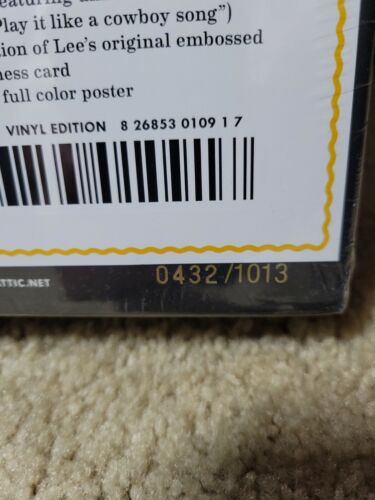 Play it like a cowboy song")
ion of Lee's original embossed
ness card
full color poster
VINYL EDITION 8 26853 0109 1 7
TTIC.NET
0432/1013